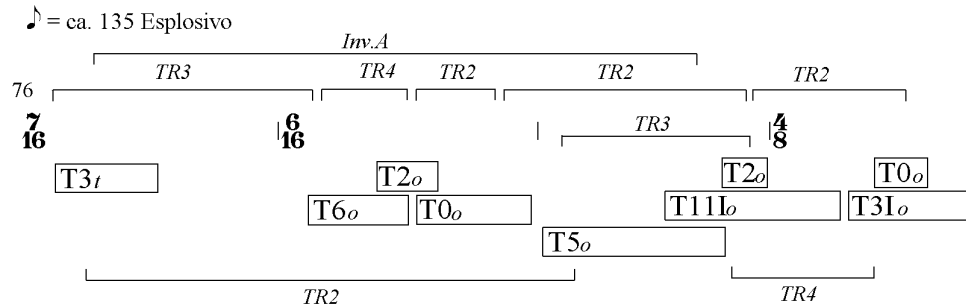 ♪ = ca. 135 Esplosivo
Inv.A
TR3 TR4 TR2 TR2 TR2
76
7/16 6/16 TR3 4/8
T3t T2o T2o T0o
T6o T0o T11Io T3Io
T5o
TR2 TR4